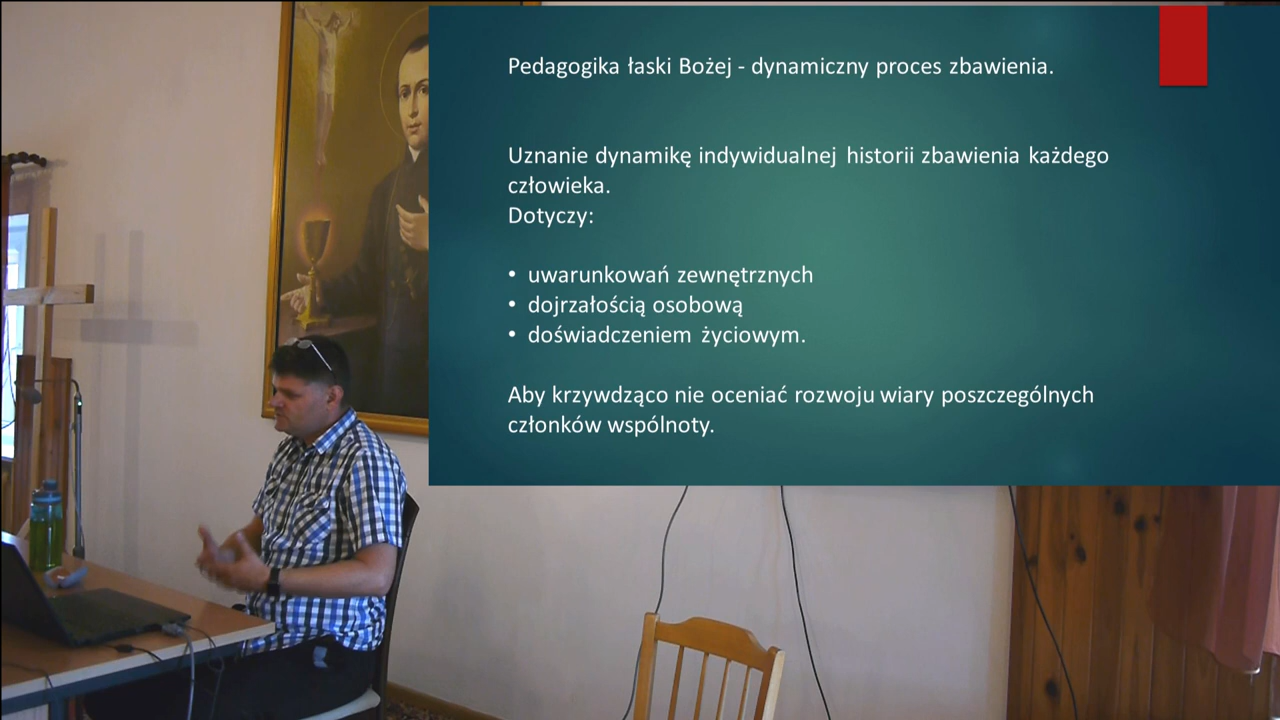 Pedagogika łaski Bożej - dynamiczny proces zbawienia.
Uznanie dynamikę indywidualnej historii zbawienia każdego
człowieka.
Dotyczy:
• uwarunkowań zewnętrznych
• dojrzałością osobową
• doświadczeniem życiowym.
Aby krzywdząco nie oceniać rozwoju wiary poszczególnych
członków wspólnoty.